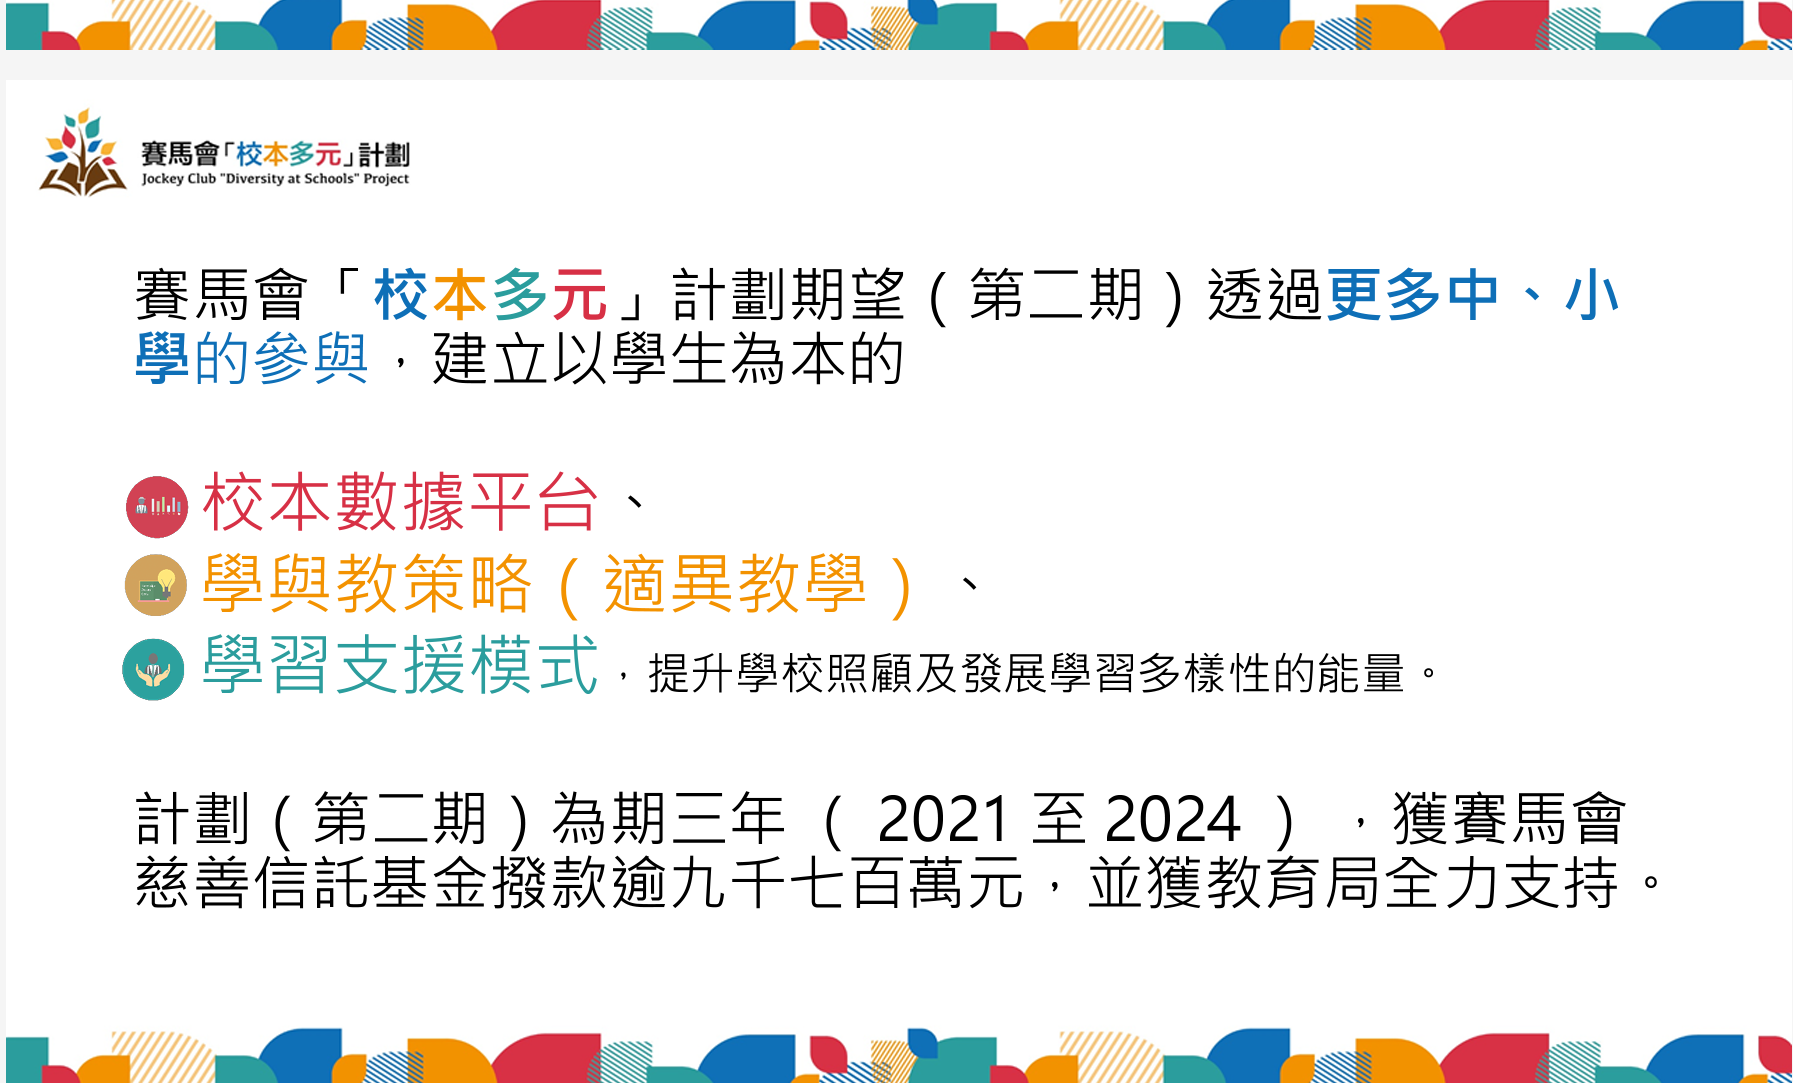 賽馬會「校本多元」計劃
Jockey Club "Diversity at Schools" Project
賽馬會「校本多元」計劃期望（第二期）透過更多中、小
學的參與，建立以學生為本的
校本數據平台、
學與教策略（適異教學）、
學習支援模式，提升學校照顧及發展學習多樣性的能量。
計劃（第二期）為期三年（2021 至 2024），獲賽馬會
慈善信託基金撥款逾九千七百萬元，並獲教育局全力支持。